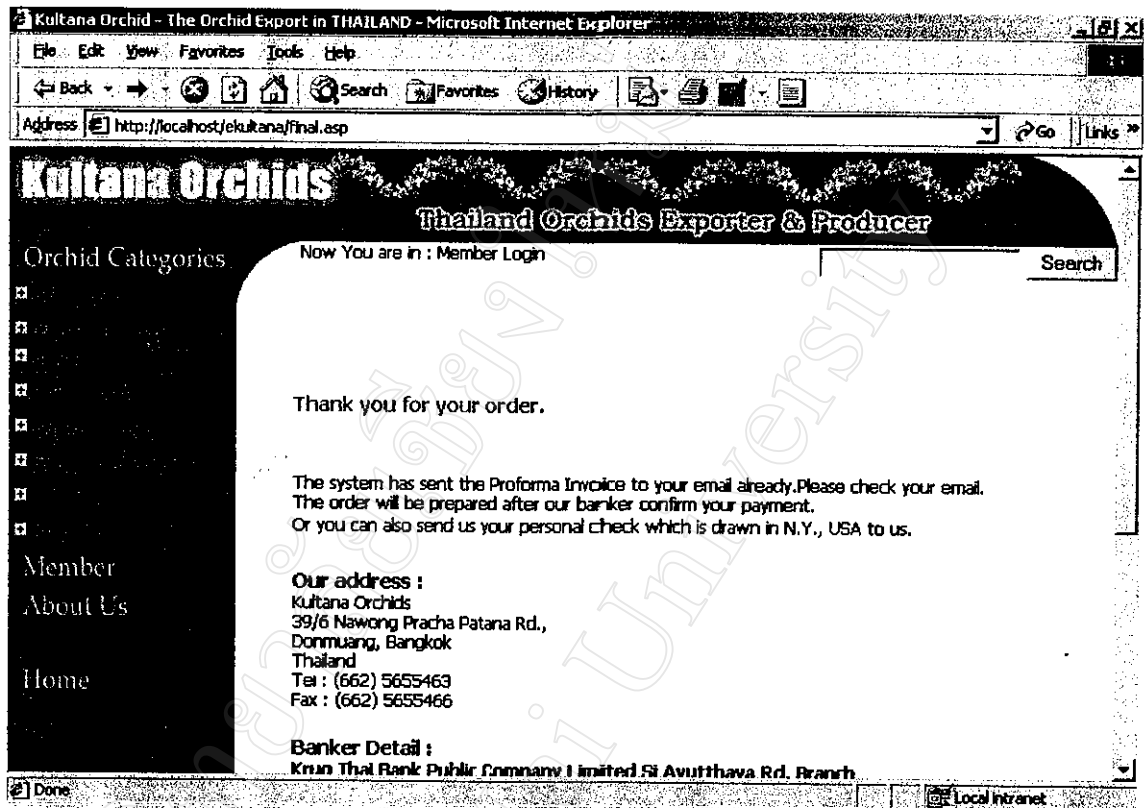 Kultana Orchid - The Orchid Export in THAILAND - Microsoft Internet Explorer
File Edit View Favorites Tools Help
Back Search Favorites History
Address http://localhost/ekultana/final.asp Go Links »
Kultana Orchids
Thailand Orchids Exporter & Producer
Orchid Categories
Now You are in : Member Login
Search
Thank you for your order.
The system has sent the Proforma Invoice to your email already.Please check your email.
The order will be prepared after our banker confirm your payment.
Or you can also send us your personal check which is drawn in N.Y., USA to us.
Member
About Us
Home
Our address :
Kultana Orchids
39/6 Nawong Pracha Patana Rd.,
Donmuang, Bangkok
Thailand
Tel : (662) 5655463
Fax : (662) 5655466
Banker Detail :
Krun Thai Bank Public Company Limited.Si Ayutthaya Rd. Branch
Done
Local intranet
University